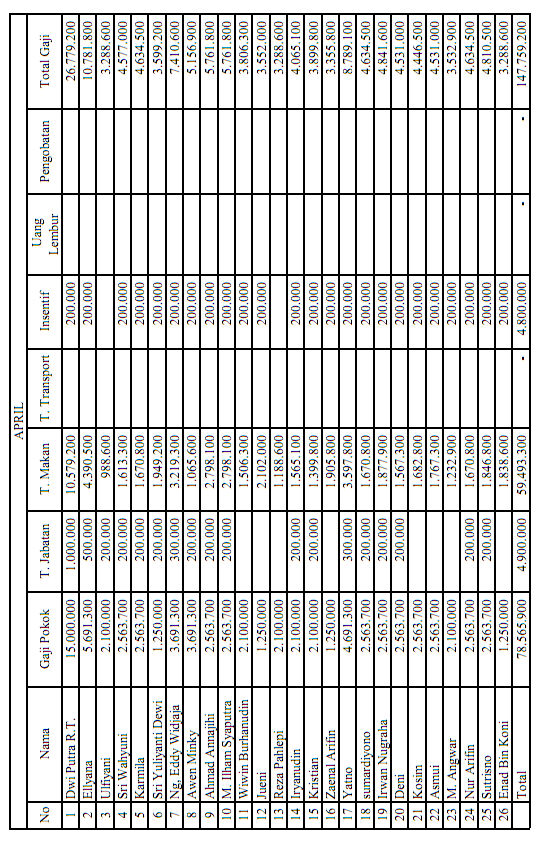 APRIL
No Nama Gaji Pokok T. Jabatan T. Makan T. Transport Insentif Uang Lembur Pengobatan Total Gaji
1 Dwi Putra R.T. 15.000.000 1.000.000 10.579.200 200.000 26.779.200
2 Ellyana 5.691.300 500.000 4.390.500 200.000 10.781.800
3 Ulfiyani 2.100.000 200.000 988.600 3.288.600
4 Sri Wahyuni 2.563.700 200.000 1.613.300 200.000 4.577.000
5 Karmila 2.563.700 200.000 1.670.800 200.000 4.634.500
6 Sri Yuliyanti Dewi 1.250.000 200.000 1.949.200 200.000 3.599.200
7 Ng, Eddy Widjaja 3.691.300 300.000 3.219.300 200.000 7.410.600
8 Awen Minky 3.691.300 200.000 1.065.600 200.000 5.156.900
9 Ahmad Annajihi 2.563.700 200.000 2.798.100 200.000 5.761.800
10 M. Ilham Syaputra 2.563.700 200.000 2.798.100 200.000 5.761.800
11 Wiwin Burhanudin 2.100.000 1.506.300 200.000 3.806.300
12 Jueni 1.250.000 2.102.000 200.000 3.552.000
13 Reza Pahlepi 2.100.000 1.188.600 3.288.600
14 Iryanudin 2.100.000 200.000 1.565.100 200.000 4.065.100
15 Kristian 2.100.000 200.000 1.399.800 200.000 3.899.800
16 Zaenal Arifin 1.250.000 1.905.800 200.000 3.355.800
17 Yatno 4.691.300 300.000 3.597.800 200.000 8.789.100
18 sumardiyono 2.563.700 200.000 1.670.800 200.000 4.634.500
19 Irwan Nugraha 2.563.700 200.000 1.877.900 200.000 4.841.600
20 Deni 2.563.700 200.000 1.567.300 200.000 4.531.000
21 Kosim 2.563.700 1.682.800 200.000 4.446.500
22 Asmui 2.563.700 1.767.300 200.000 4.531.000
23 M. Angwar 2.100.000 1.232.900 200.000 3.532.900
24 Nur Arifin 2.563.700 200.000 1.670.800 200.000 4.634.500
25 Sutrisno 2.563.700 200.000 1.846.800 200.000 4.810.500
26 Enad Bin Koni 1.250.000 1.838.600 200.000 3.288.600
Total 78.565.900 4.900.000 59.493.300 - 4.800.000 - - 147.759.200